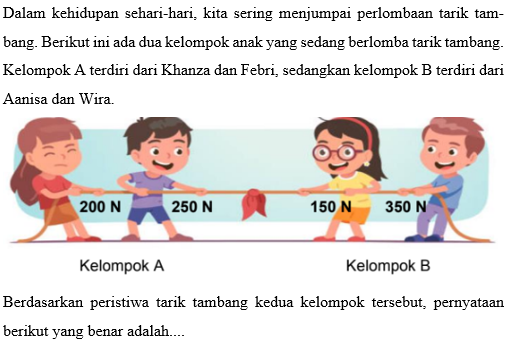 Dalam kehidupan sehari-hari, kita sering menjumpai perlombaan tarik tam-
bang. Berikut ini ada dua kelompok anak yang sedang berlomba tarik tambang.
Kelompok A terdiri dari Khanza dan Febri, sedangkan kelompok B terdiri dari
Aanisa dan Wira.
200 N 250 N 150 N 350 N
Kelompok A Kelompok B
Berdasarkan peristiwa tarik tambang kedua kelompok tersebut, pernyataan
berikut yang benar adalah....